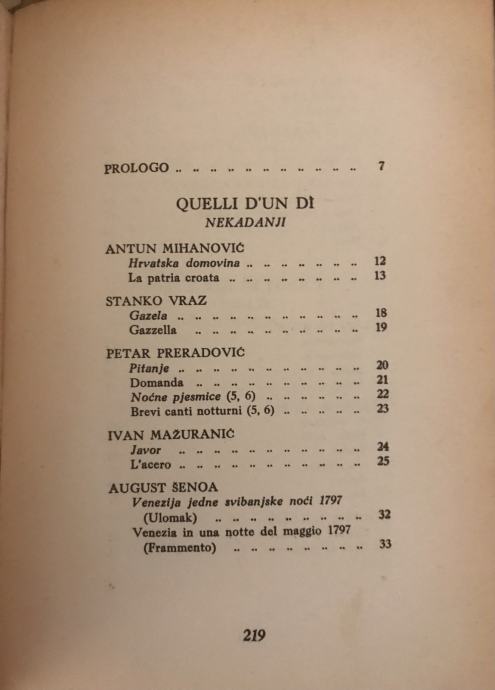 PROLOGO .. .. .. .. .. .. .. .. .. .. .. 7
QUELLI D'UN DÌ
NEKADANJI
ANTUN MIHANOVIĆ
Hrvatska domovina .. .. .. .. .. .. .. 12
La patria croata .. .. .. .. .. .. .. .. 13
STANKO VRAZ
Gazela .. .. .. .. .. .. .. .. .. .. .. 18
Gazzella .. .. .. .. .. .. .. .. .. .. 19
PETAR PRERADOVIĆ
Pitanje .. .. .. .. .. .. .. .. .. .. .. 20
Domanda .. .. .. .. .. .. .. .. .. .. 21
Noćne pjesmice (5, 6) .. .. .. .. .. .. 22
Brevi canti notturni (5, 6) .. .. .. .. .. 23
IVAN MAŽURANIĆ
Javor .. .. .. .. .. .. .. .. .. .. .. 24
L'acero .. .. .. .. .. .. .. .. .. .. .. 25
AUGUST ŠENOA
Venezija jedne svibanjske noći 1797
(Ulomak) .. .. .. .. .. .. .. .. .. 32
Venezia in una notte del maggio 1797
(Frammento) .. .. .. .. .. .. .. .. 33
219